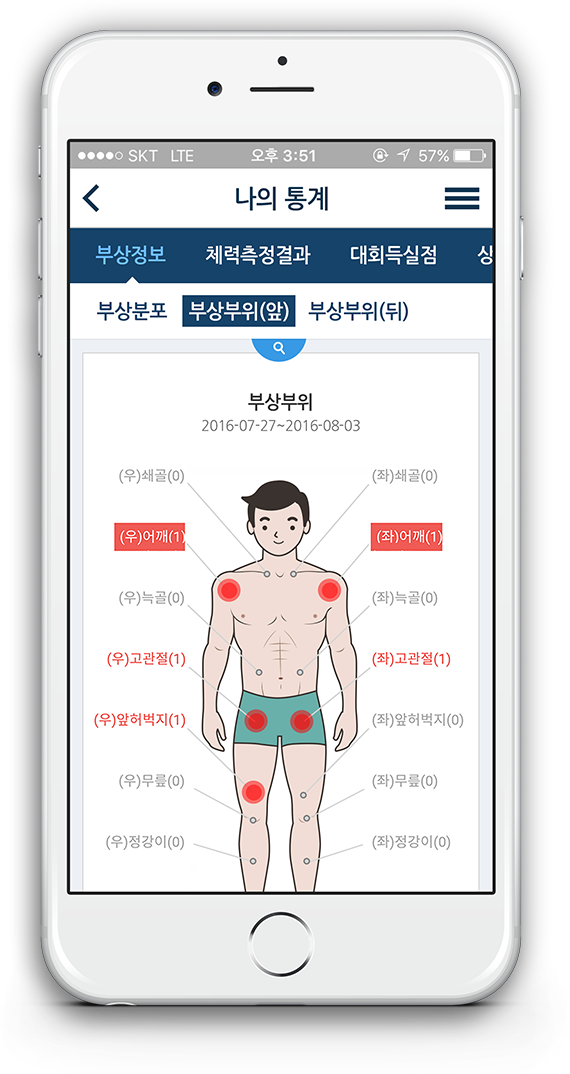 SKT LTE 오후 3:51 57%
나의 통계
부상정보 체력측정결과 대회득실점 상
부상분포 부상부위(앞) 부상부위(뒤)
부상부위
2016-07-27~2016-08-03
(우)쇄골(0) (좌)쇄골(0)
(우)어깨(1) (좌)어깨(1)
(우)늑골(0) (좌)늑골(0)
(우)고관절(1) (좌)고관절(1)
(우)앞허벅지(1) (좌)앞허벅지(0)
(우)무릎(0) (좌)무릎(0)
(우)정강이(0) (좌)정강이(0)